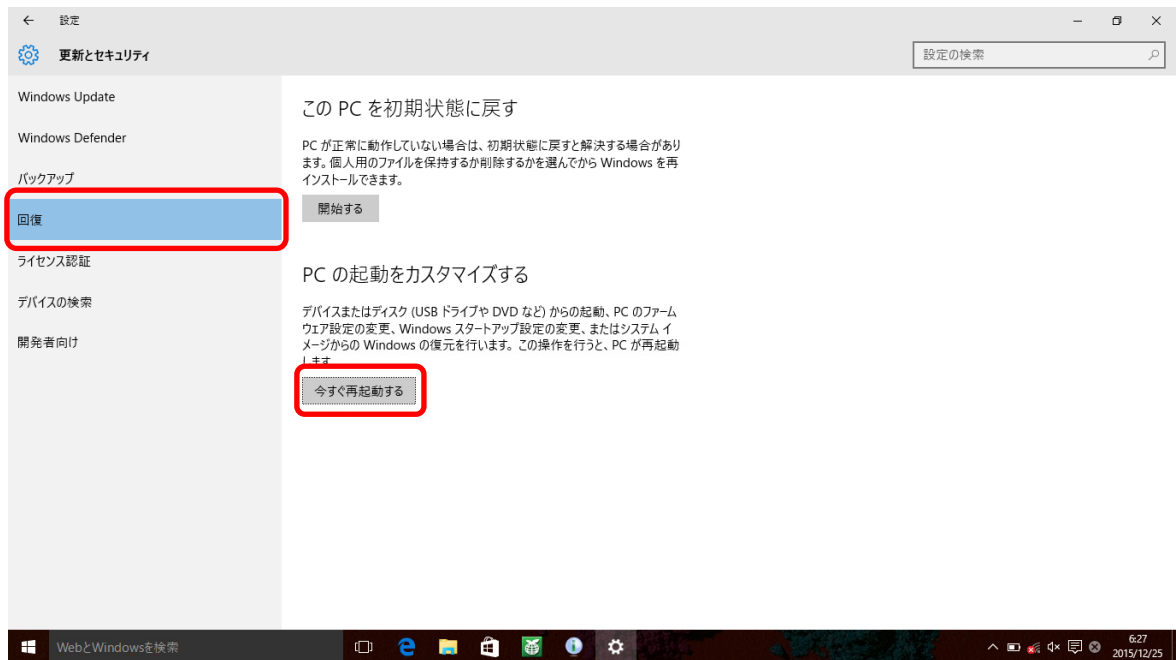 設定
更新とセキュリティ
設定の検索
Windows Update
Windows Defender
バックアップ
回復
ライセンス認証
デバイスの検索
開発者向け
この PC を初期状態に戻す
PC が正常に動作していない場合は、初期状態に戻すと解決する場合があり
ます。個人用のファイルを保持するか削除するかを選んでから Windows を再
インストールできます。
開始する
PC の起動をカスタマイズする
デバイスまたはディスク (USB ドライブや DVD など) からの起動、PC のファーム
ウェア設定の変更、Windows スタートアップ設定の変更、またはシステム イ
メージからの Windows の復元を行います。この操作を行うと、PC が再起動
します
今すぐ再起動する
WebとWindowsを検索
6:27
2015/12/25